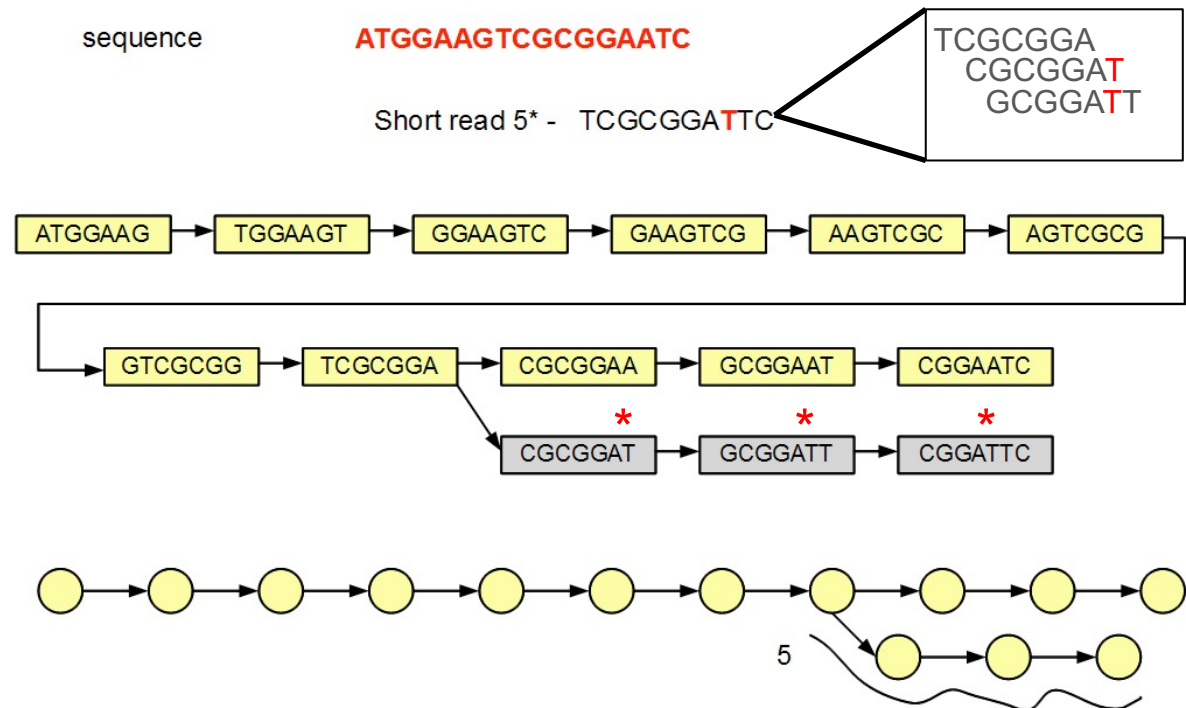 sequence ATGGAAGTCGCGGAATC
TCGCGGA
CGCGGAT
GCGGATT
Short read 5* - TCGCGGATTC
ATGGAAG TGGAAGT GGAAGTC GAAGTCG AAGTCGC AGTCGCG
GTCGCGG TCGCGGA CGCGGAA GCGGAAT CGGAATC
* * *
CGCGGAT GCGGATT CGGATTC
5